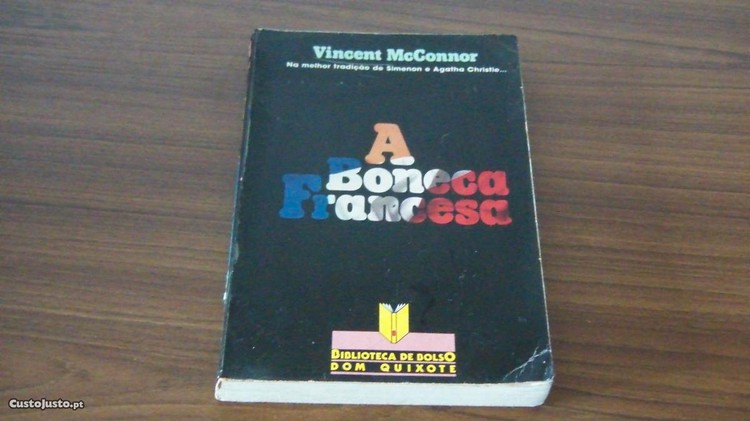 Vincent McConnor
Na melhor tradição de Simenon e Agatha Christie...
A
Boneca
Francesa
BIBLIOTECA DE BOLSO
DOM QUIXOTE
CustoJusto.pt